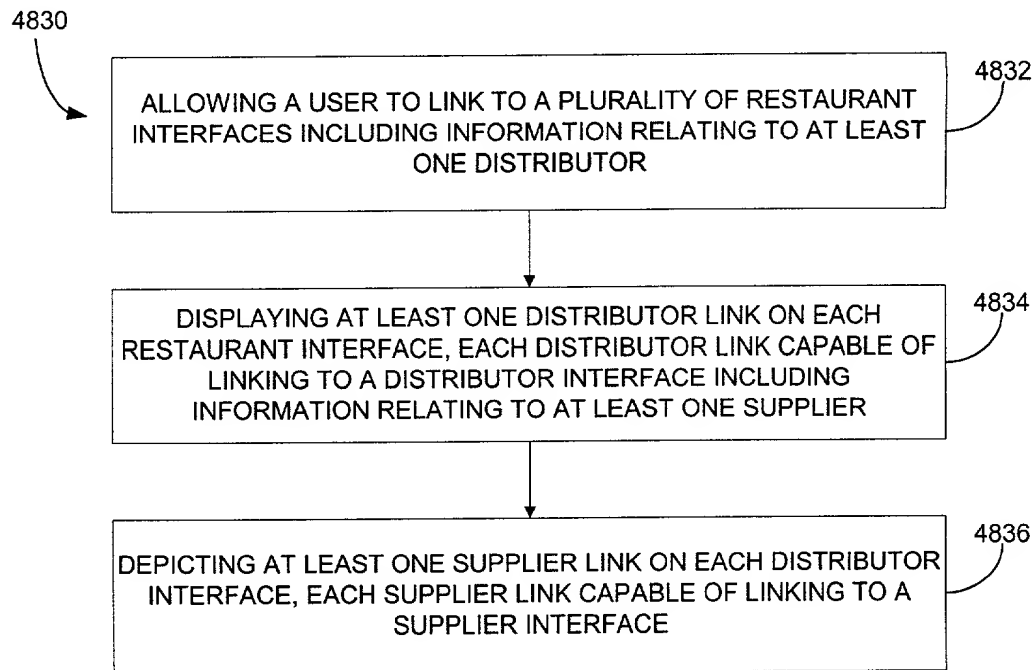 4830
4832
ALLOWING A USER TO LINK TO A PLURALITY OF RESTAURANT
INTERFACES INCLUDING INFORMATION RELATING TO AT LEAST
ONE DISTRIBUTOR
4834
DISPLAYING AT LEAST ONE DISTRIBUTOR LINK ON EACH
RESTAURANT INTERFACE, EACH DISTRIBUTOR LINK CAPABLE OF
LINKING TO A DISTRIBUTOR INTERFACE INCLUDING
INFORMATION RELATING TO AT LEAST ONE SUPPLIER
4836
DEPICTING AT LEAST ONE SUPPLIER LINK ON EACH DISTRIBUTOR
INTERFACE, EACH SUPPLIER LINK CAPABLE OF LINKING TO A
SUPPLIER INTERFACE